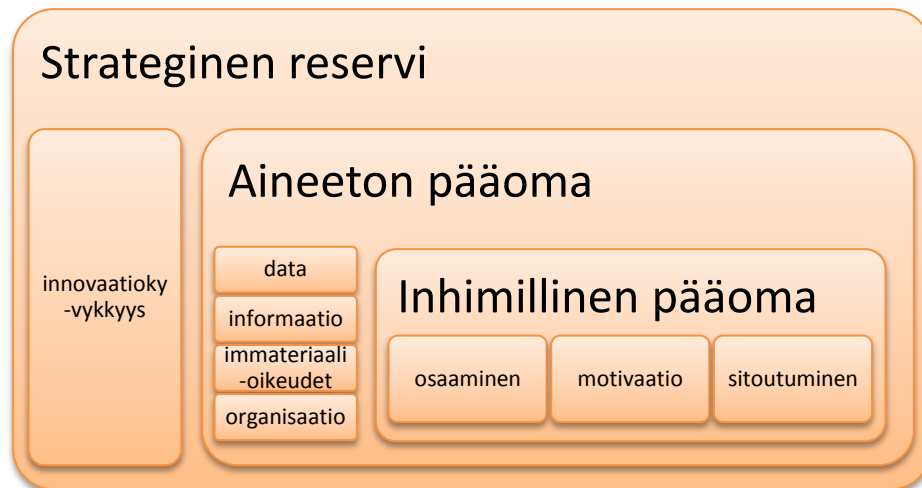 Strateginen reservi
Aineeton pääoma
innovaatioky
-vykkyys
data
informaatio
immateriaali
-oikeudet
organisaatio
Inhimillinen pääoma
osaaminen
motivaatio
sitoutuminen